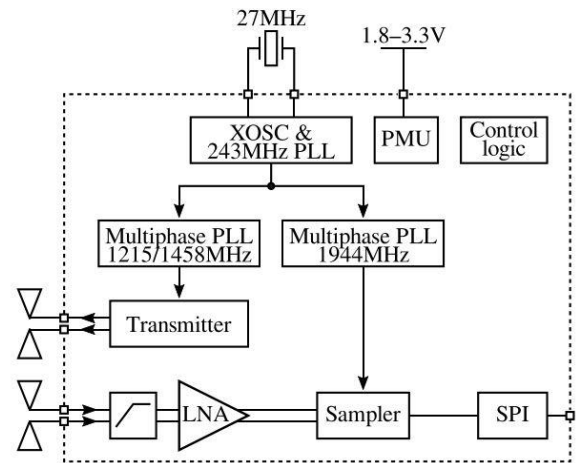 27MHz
1.8–3.3V
XOSC &
243MHz PLL
PMU
Control
logic
Multiphase PLL
1215/1458MHz
Multiphase PLL
1944MHz
Transmitter
LNA
Sampler
SPI